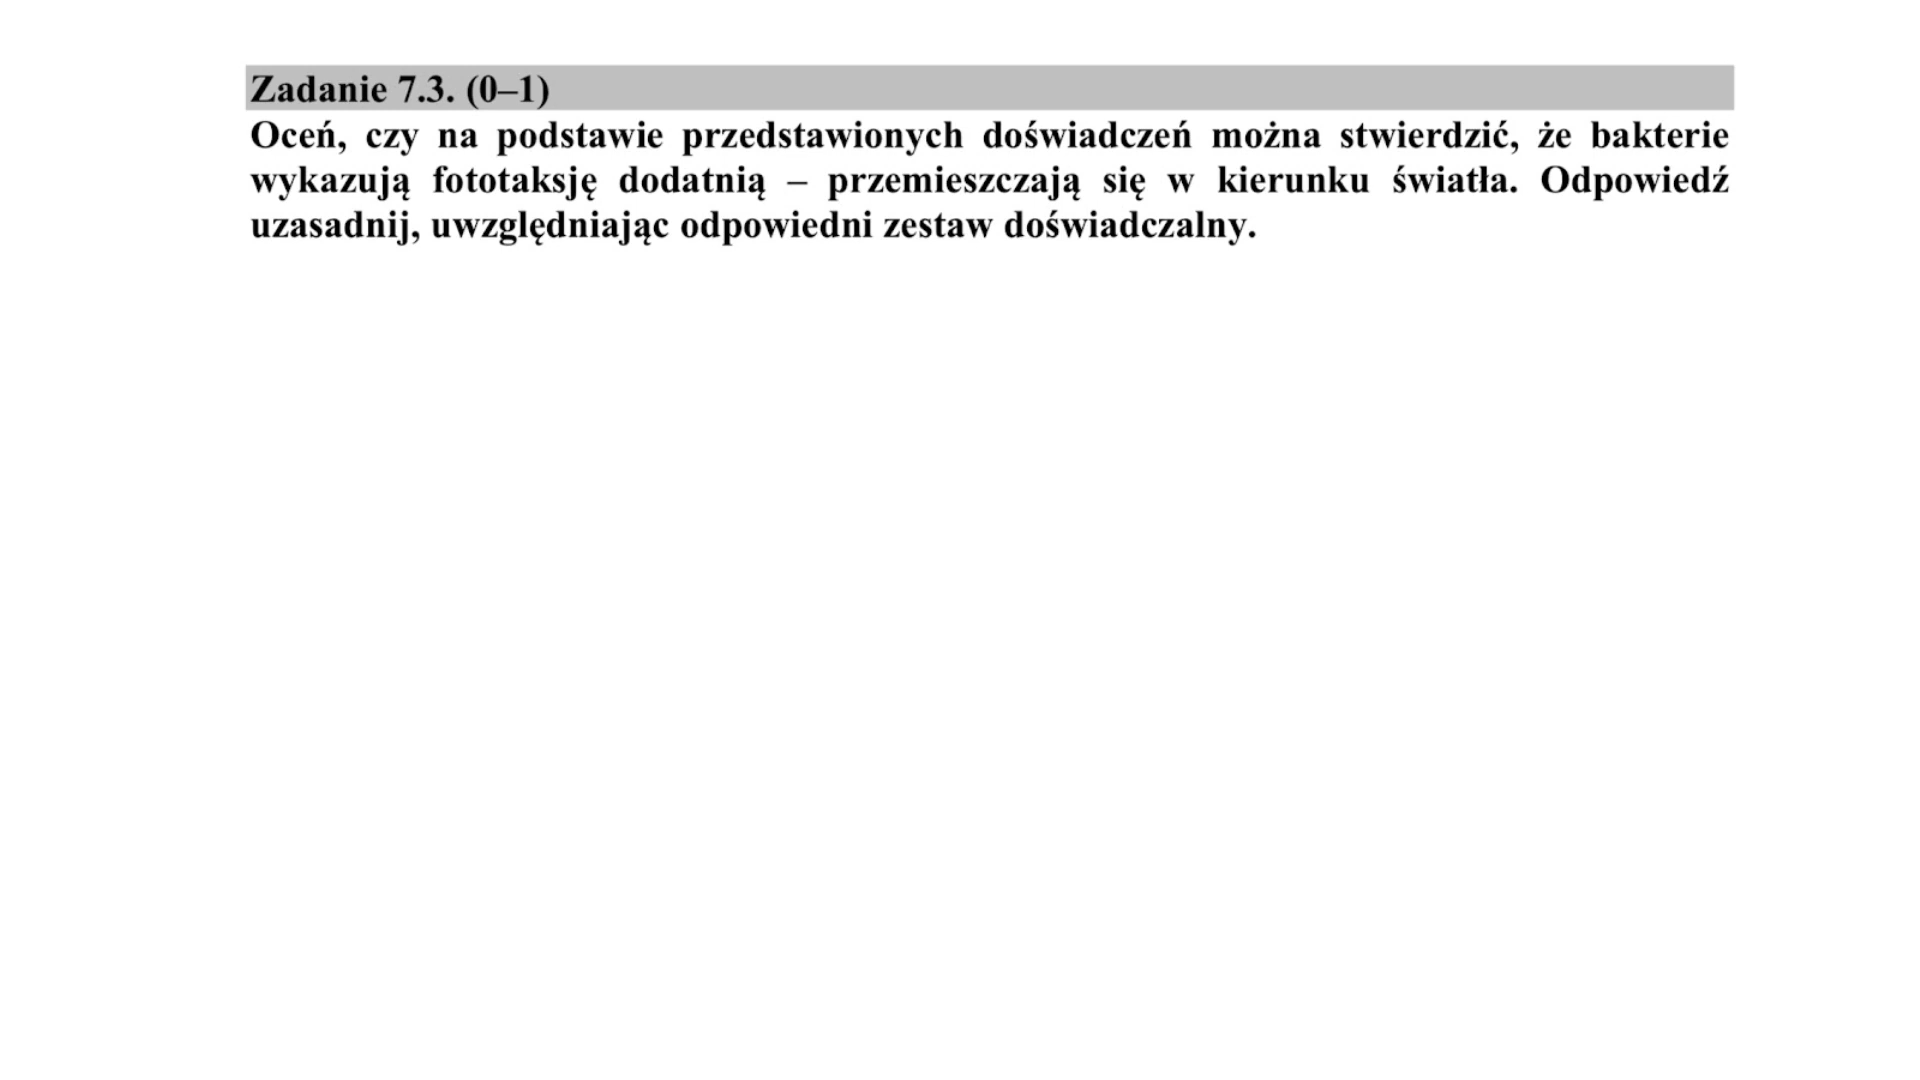 Zadanie 7.3. (0–1)
Oceń, czy na podstawie przedstawionych doświadczeń można stwierdzić, że bakterie
wykazują fototaksję dodatnią – przemieszczają się w kierunku światła. Odpowiedź
uzasadnij, uwzględniając odpowiedni zestaw doświadczalny.